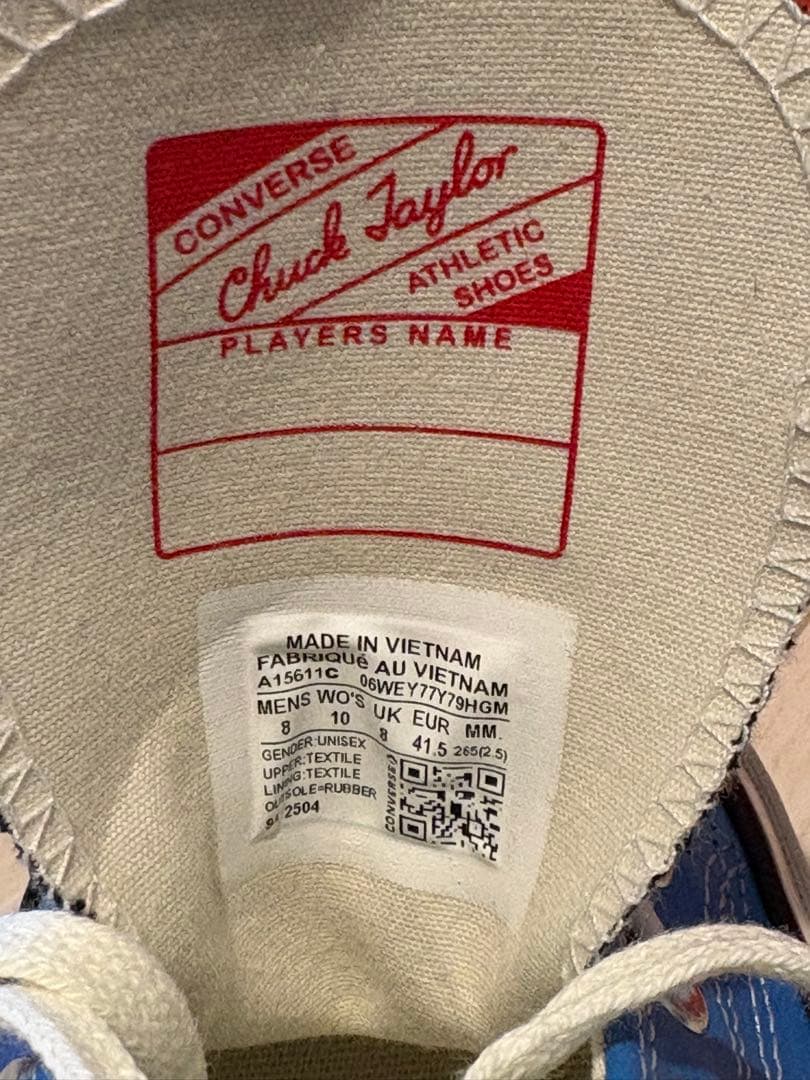 CONVERSE
Chuck Taylor
ATHLETIC
SHOES
PLAYERS NAME
MADE IN VIETNAM
FABRIQUé AU VIETNAM
A15611C 06WEY77Y79HGM
MENS WO'S UK EUR MM.
8 10 8 41.5 265(2.5)
GENDER:UNISEX
UPPER:TEXTILE
LINING:TEXTILE
OUTSOLE=RUBBER
2504
CONVERSE